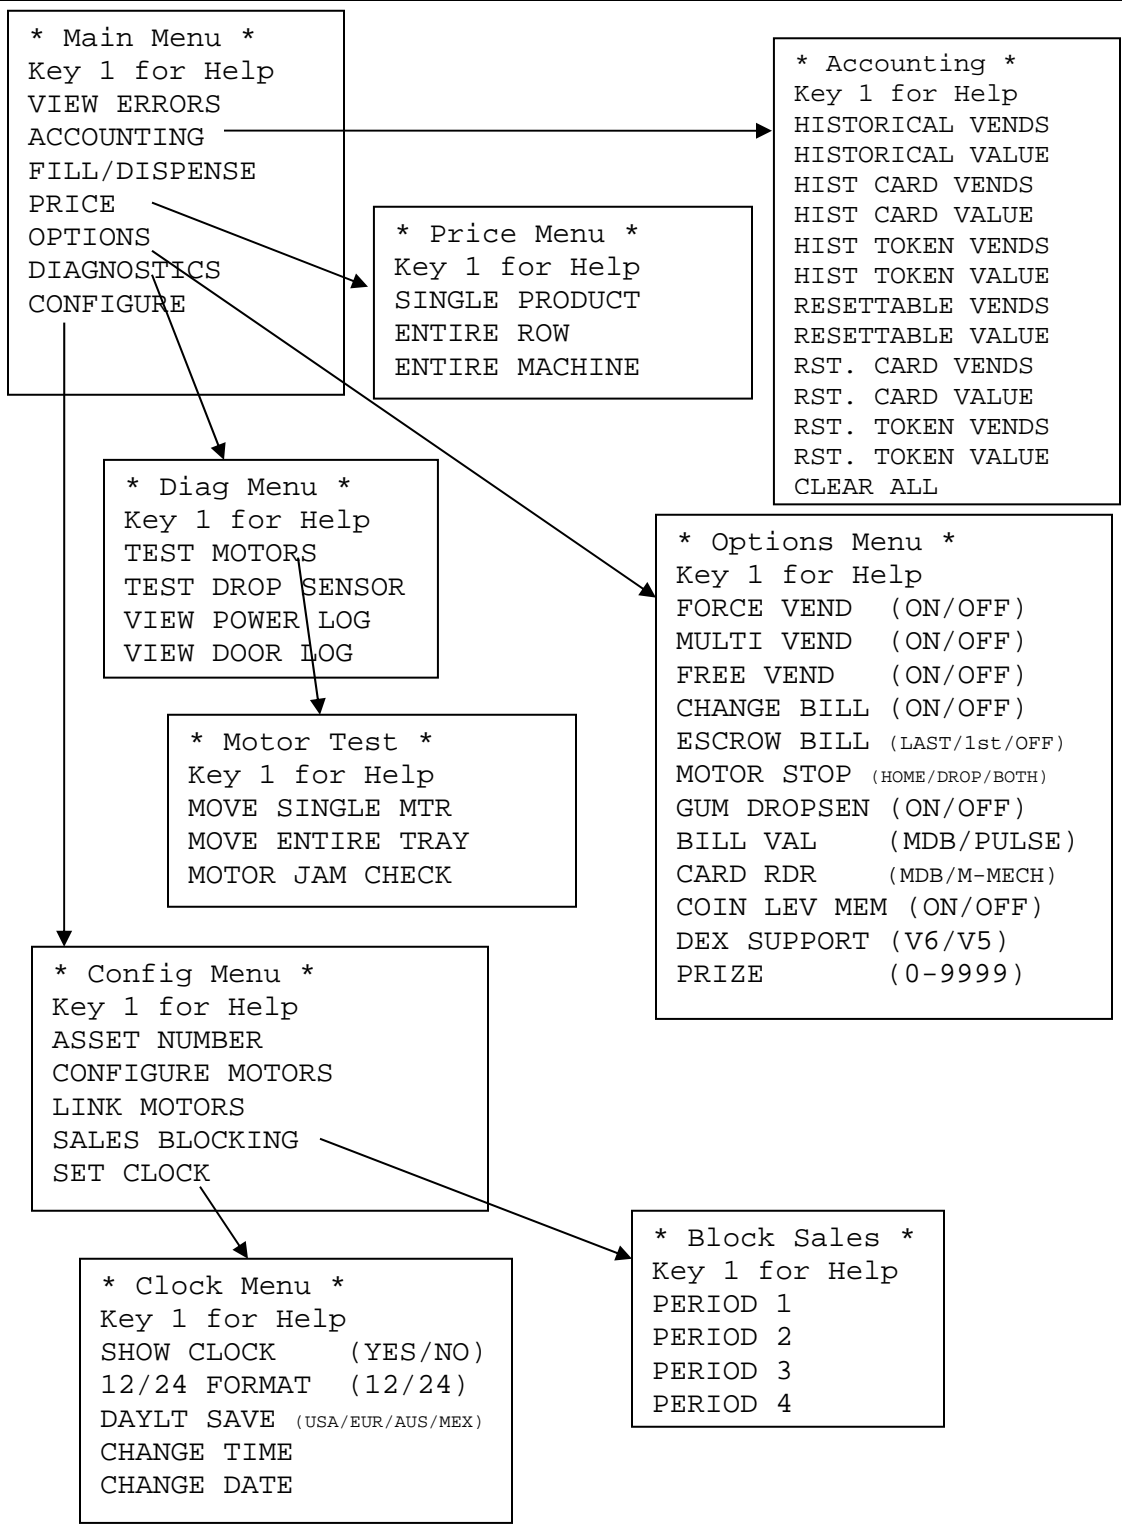 * Main Menu *
Key 1 for Help
VIEW ERRORS
ACCOUNTING
FILL/DISPENSE
PRICE
OPTIONS
DIAGNOSTICS
CONFIGURE
* Accounting *
Key 1 for Help
HISTORICAL VENDS
HISTORICAL VALUE
HIST CARD VENDS
HIST CARD VALUE
HIST TOKEN VENDS
HIST TOKEN VALUE
RESETTABLE VENDS
RESETTABLE VALUE
RST. CARD VENDS
RST. CARD VALUE
RST. TOKEN VENDS
RST. TOKEN VALUE
CLEAR ALL
* Price Menu *
Key 1 for Help
SINGLE PRODUCT
ENTIRE ROW
ENTIRE MACHINE
* Diag Menu *
Key 1 for Help
TEST MOTORS
TEST DROP SENSOR
VIEW POWER LOG
VIEW DOOR LOG
* Options Menu *
Key 1 for Help
FORCE VEND (ON/OFF)
MULTI VEND (ON/OFF)
FREE VEND (ON/OFF)
CHANGE BILL (ON/OFF)
ESCROW BILL (LAST/1st/OFF)
MOTOR STOP (HOME/DROP/BOTH)
GUM DROPSEN (ON/OFF)
BILL VAL (MDB/PULSE)
CARD RDR (MDB/M-MECH)
COIN LEV MEM (ON/OFF)
DEX SUPPORT (V6/V5)
PRIZE (0-9999)
* Motor Test *
Key 1 for Help
MOVE SINGLE MTR
MOVE ENTIRE TRAY
MOTOR JAM CHECK
* Config Menu *
Key 1 for Help
ASSET NUMBER
CONFIGURE MOTORS
LINK MOTORS
SALES BLOCKING
SET CLOCK
* Block Sales *
Key 1 for Help
PERIOD 1
PERIOD 2
PERIOD 3
PERIOD 4
* Clock Menu *
Key 1 for Help
SHOW CLOCK (YES/NO)
12/24 FORMAT (12/24)
DAYLT SAVE (USA/EUR/AUS/MEX)
CHANGE TIME
CHANGE DATE